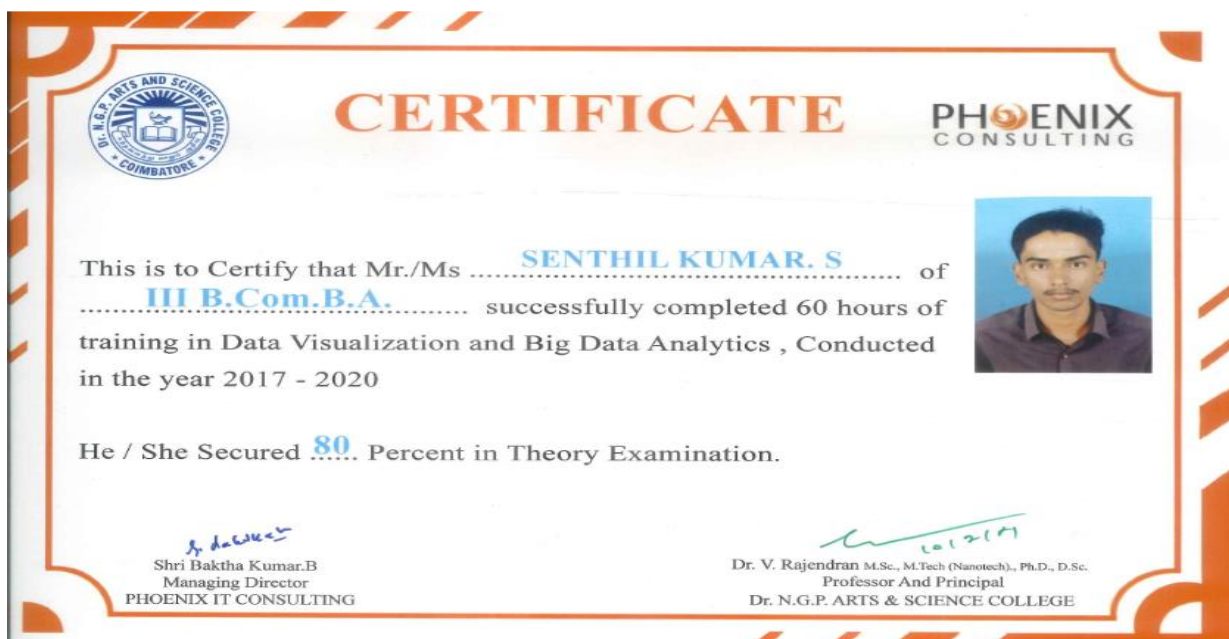 Dr. N.G.P. ARTS AND SCIENCE COLLEGE
* COIMBATORE *
CERTIFICATE
PHOENIX
CONSULTING
This is to Certify that Mr./Ms ..... SENTHIL KUMAR. S ..... of
..... III B.Com.B.A. ..... successfully completed 60 hours of
training in Data Visualization and Big Data Analytics , Conducted
in the year 2017 - 2020
He / She Secured .80. Percent in Theory Examination.
Shri Baktha Kumar.B
Managing Director
PHOENIX IT CONSULTING
Dr. V. Rajendran M.Sc., M.Tech (Nanotech)., Ph.D., D.Sc.
Professor And Principal
Dr. N.G.P. ARTS & SCIENCE COLLEGE